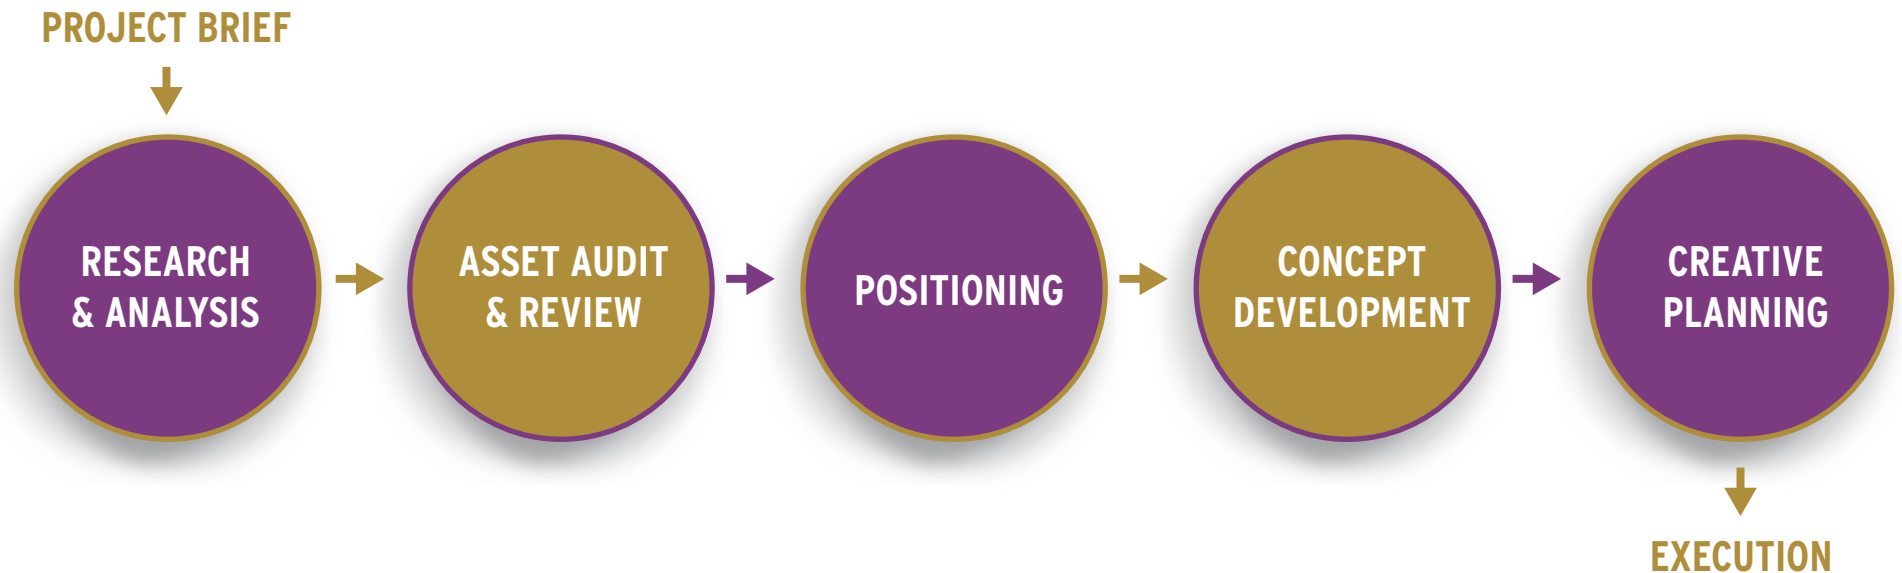 PROJECT BRIEF
RESEARCH
& ANALYSIS
ASSET AUDIT
& REVIEW
POSITIONING
CONCEPT
DEVELOPMENT
CREATIVE
PLANNING
EXECUTION